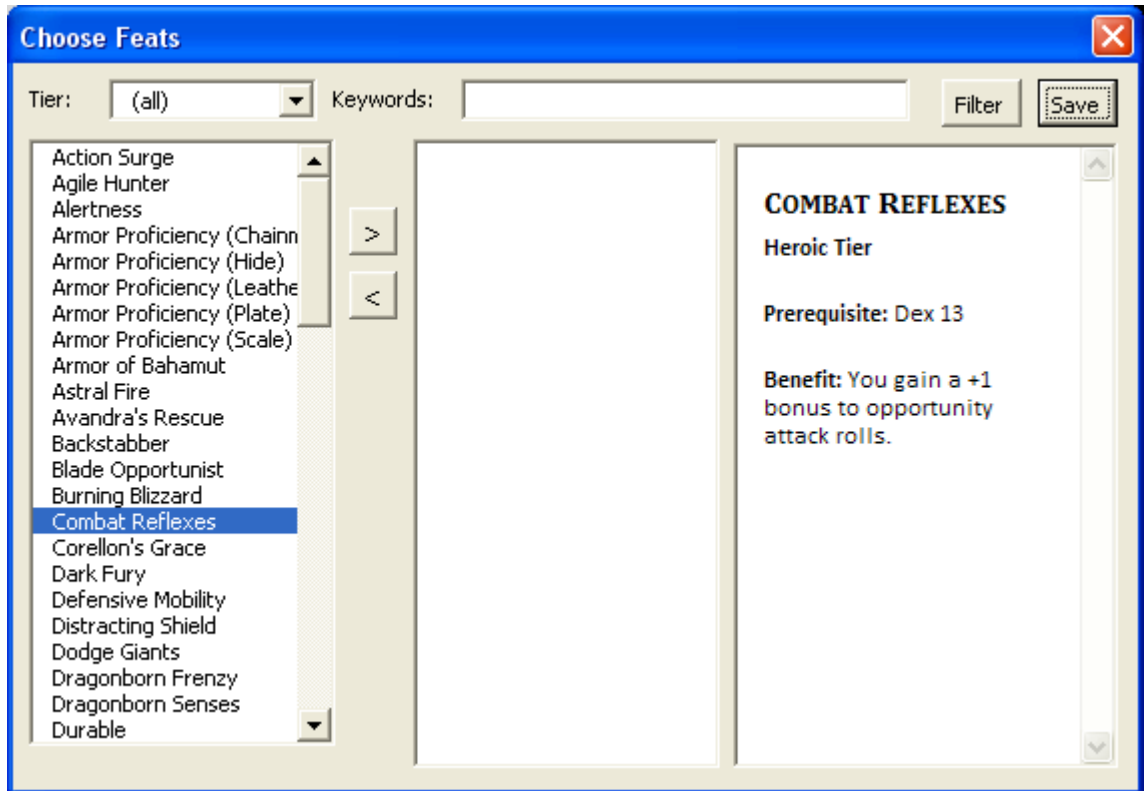 Choose Feats
Tier: (all) Keywords: Filter Save
Action Surge
Agile Hunter
Alertness
Armor Proficiency (Chainn
Armor Proficiency (Hide)
Armor Proficiency (Leathe
Armor Proficiency (Plate)
Armor Proficiency (Scale)
Armor of Bahamut
Astral Fire
Avandra's Rescue
Backstabber
Blade Opportunist
Burning Blizzard
Combat Reflexes
Corellon's Grace
Dark Fury
Defensive Mobility
Distracting Shield
Dodge Giants
Dragonborn Frenzy
Dragonborn Senses
Durable
>
<
COMBAT REFLEXES
Heroic Tier
Prerequisite: Dex 13
Benefit: You gain a +1
bonus to opportunity
attack rolls.